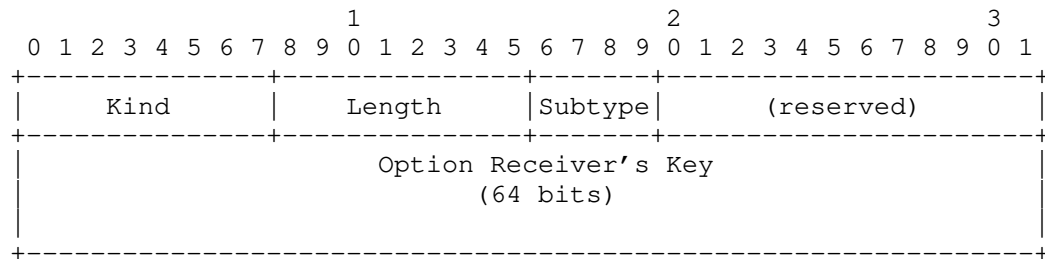 1                   2                   3
 0 1 2 3 4 5 6 7 8 9 0 1 2 3 4 5 6 7 8 9 0 1 2 3 4 5 6 7 8 9 0 1
+---------------+---------------+-------+-----------------------+
|     Kind      |    Length     |Subtype|      (reserved)       |
+---------------+---------------+-------+-----------------------+
|                      Option Receiver's Key                    |
|                            (64 bits)                          |
|                                                               |
+---------------------------------------------------------------+